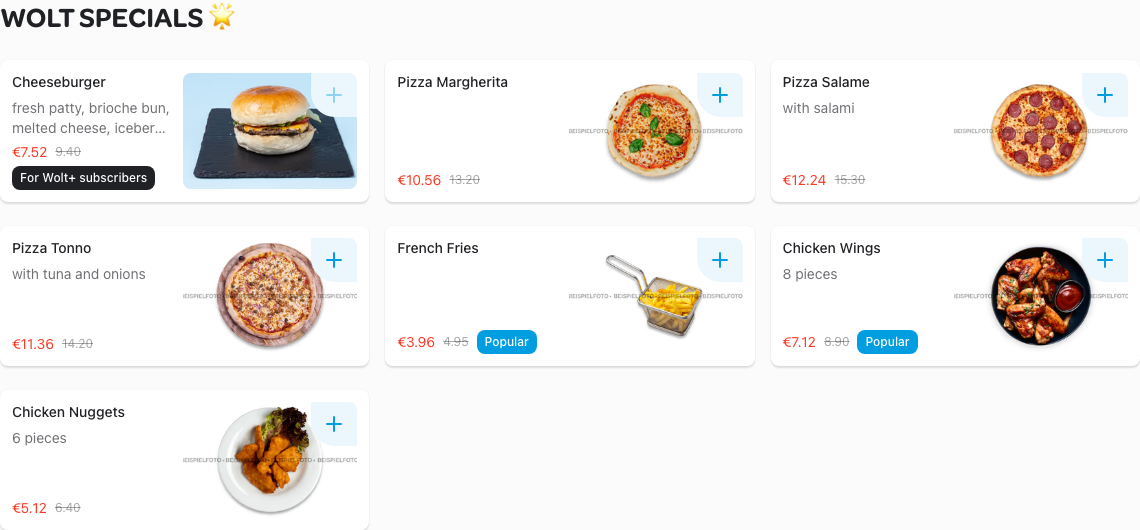 WOLT SPECIALS 🌟
Cheeseburger
fresh patty, brioche bun,
melted cheese, iceber...
€7.52 9.40
For Wolt+ subscribers
Pizza Margherita
BEISPIELFOTO • BEISPIELFOTO
€10.56 13.20
Pizza Salame
with salami
BEISPIELFOTO • BEISPIELFOTO
€12.24 15.30
Pizza Tonno
with tuna and onions
BEISPIELFOTO • BEISPIELFOTO • BEISPIELFOTO
€11.36 14.20
French Fries
BEISPIELFOTO • BEISPIELFOTO • BEISPIELFOTO
€3.96 4.95 Popular
Chicken Wings
8 pieces
BEISPIELFOTO • BEISPIELFOTO
€7.12 8.90 Popular
Chicken Nuggets
6 pieces
BEISPIELFOTO • BEISPIELFOTO • BEISPIELFOTO
€5.12 6.40